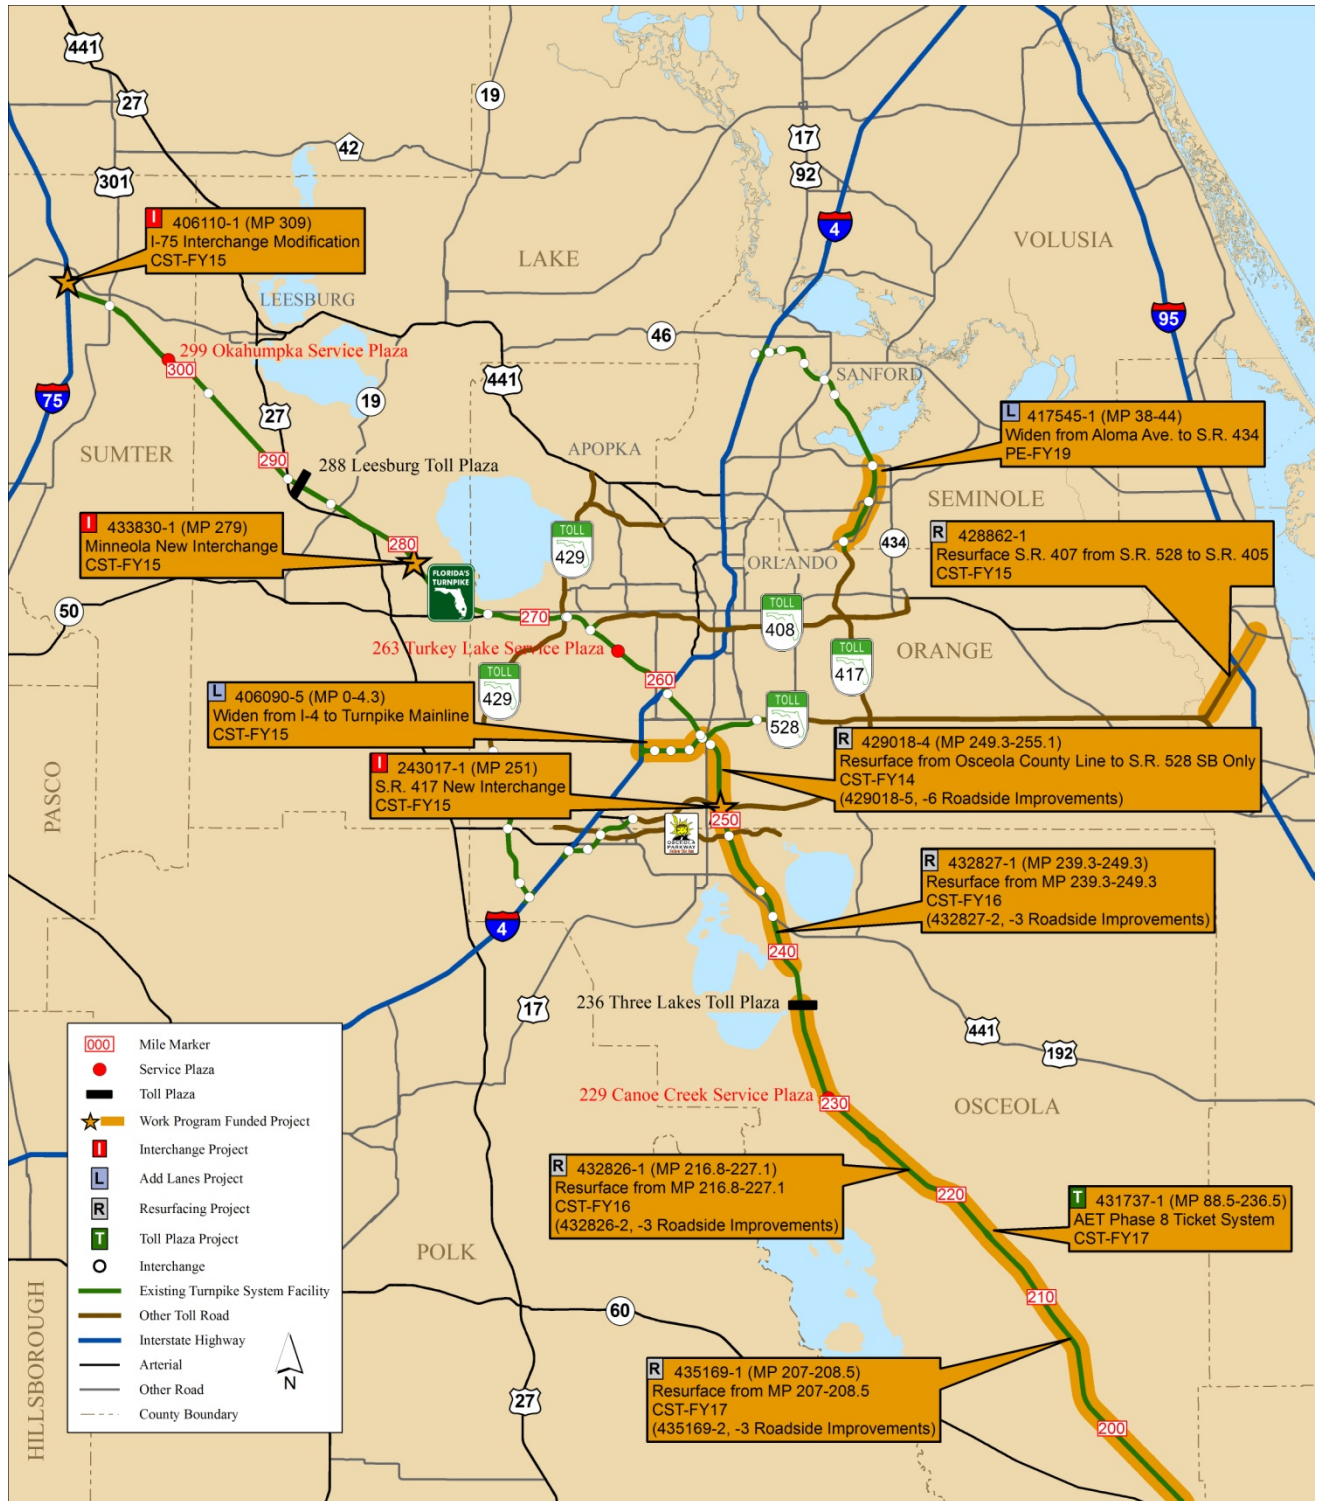 441
27
19
17
92
42
301
4
VOLUSIA
I 406110-1 (MP 309)
I-75 Interchange Modification
CST-FY15
LAKE
LEESBURG
95
46
299 Okahumpka Service Plaza
300
SANFORD
441
75
19
27
L 417545-1 (MP 38-44)
Widen from Aloma Ave. to S.R. 434
PE-FY19
SUMTER
APOPKA
290
288 Leesburg Toll Plaza
SEMINOLE
I 433830-1 (MP 279)
Minneola New Interchange
CST-FY15
280
TOLL
429
434
R 428862-1
Resurface S.R. 407 from S.R. 528 to S.R. 405
CST-FY15
ORLANDO
FLORIDA'S
TURNPIKE
50
270
TOLL
408
263 Turkey Lake Service Plaza
TOLL
417
ORANGE
TOLL
429
260
L 406090-5 (MP 0-4.3)
Widen from I-4 to Turnpike Mainline
CST-FY15
TOLL
528
R 429018-4 (MP 249.3-255.1)
Resurface from Osceola County Line to S.R. 528 SB Only
CST-FY14
(429018-5, -6 Roadside Improvements)
I 243017-1 (MP 251)
S.R. 417 New Interchange
CST-FY15
PASCO
250
OSCEOLA
PARKWAY
R 432827-1 (MP 239.3-249.3)
Resurface from MP 239.3-249.3
CST-FY16
(432827-2, -3 Roadside Improvements)
4
240
17
236 Three Lakes Toll Plaza
441
192
229 Canoe Creek Service Plaza
230
OSCEOLA
R 432826-1 (MP 216.8-227.1)
Resurface from MP 216.8-227.1
CST-FY16
(432826-2, -3 Roadside Improvements)
220
T 431737-1 (MP 88.5-236.5)
AET Phase 8 Ticket System
CST-FY17
POLK
210
60
R 435169-1 (MP 207-208.5)
Resurface from MP 207-208.5
CST-FY17
(435169-2, -3 Roadside Improvements)
27
200
HILLSBOROUGH
000 Mile Marker
Service Plaza
Toll Plaza
Work Program Funded Project
I Interchange Project
L Add Lanes Project
R Resurfacing Project
T Toll Plaza Project
Interchange
Existing Turnpike System Facility
Other Toll Road
Interstate Highway
Arterial
Other Road
County Boundary
N